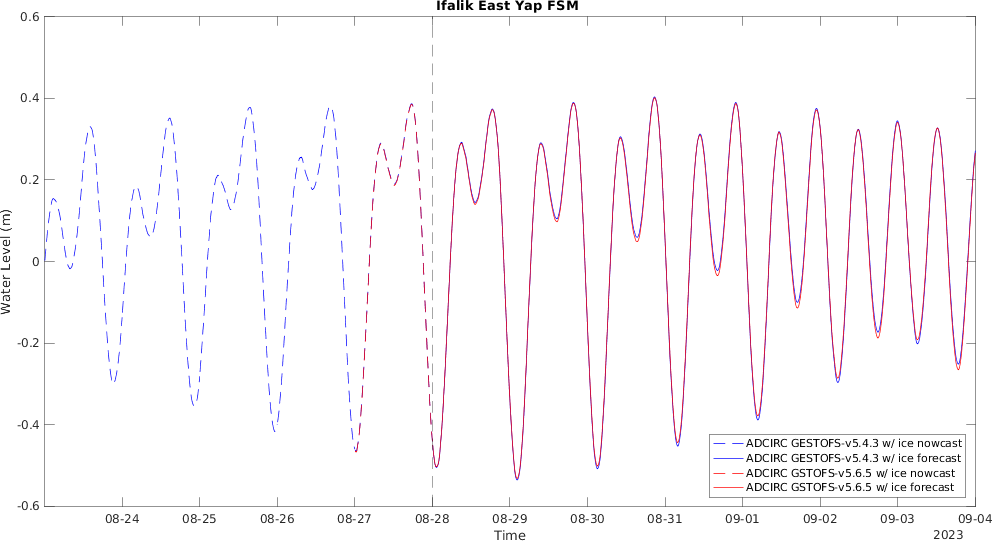 Ifalik East Yap FSM
0.6
0.4
0.2
0
-0.2
-0.4
-0.6
Water Level (m)
ADCIRC GESTOFS-v5.4.3 w/ ice nowcast
ADCIRC GESTOFS-v5.4.3 w/ ice forecast
ADCIRC GSTOFS-v5.6.5 w/ ice nowcast
ADCIRC GSTOFS-v5.6.5 w/ ice forecast
08-24 08-25 08-26 08-27 08-28 08-29 08-30 08-31 09-01 09-02 09-03 09-04
Time
2023